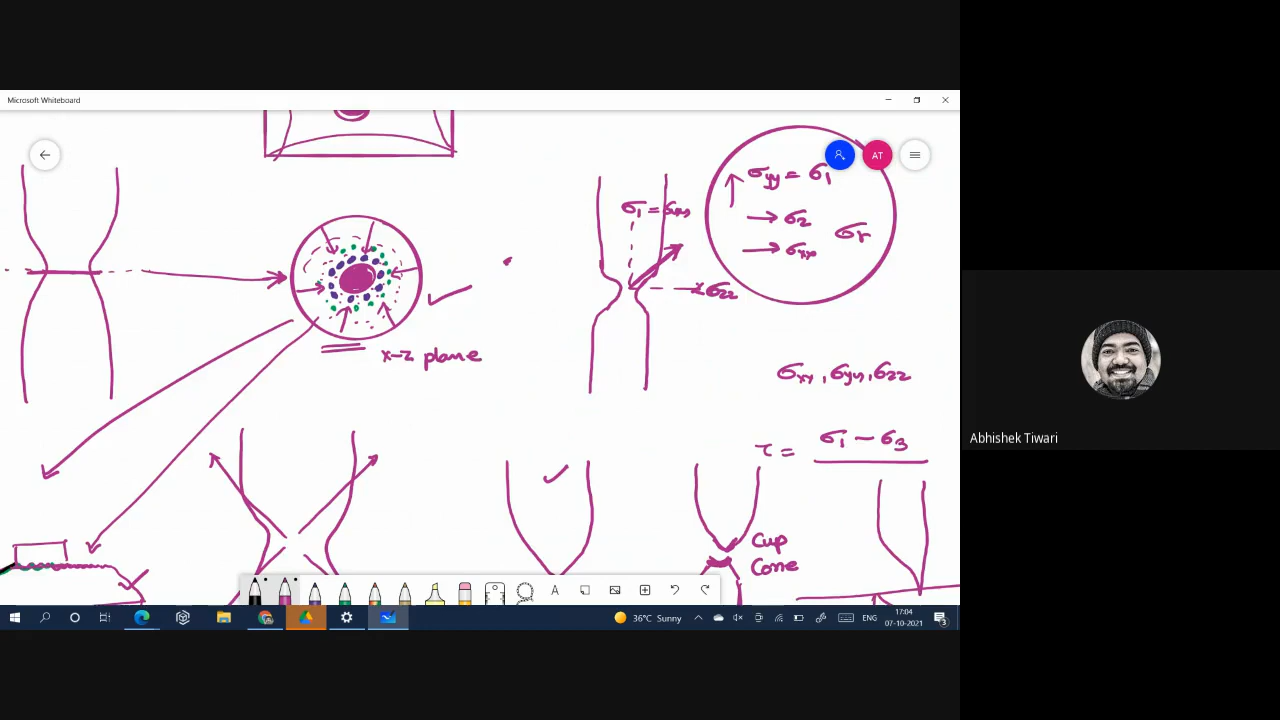 Microsoft Whiteboard
AT
σyy = σ1
→ σ2
→ σxx
σr
σ1 = σyy
σzz
x-z plane
σxx, σyy, σzz
τ = σ1 - σ3
Cup
Cone
Abhishek Tiwari
A
36°C Sunny
ENG
17:04
07-10-2021
3